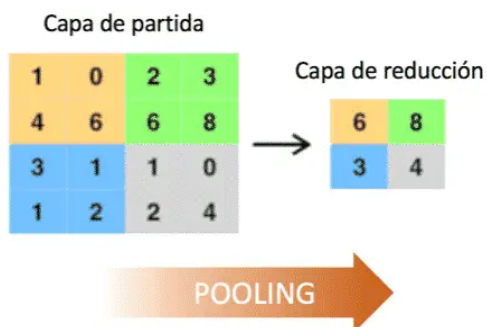 Capa de partida
1 0 2 3
4 6 6 8
3 1 1 0
1 2 2 4
Capa de reducción
6 8
3 4
POOLING